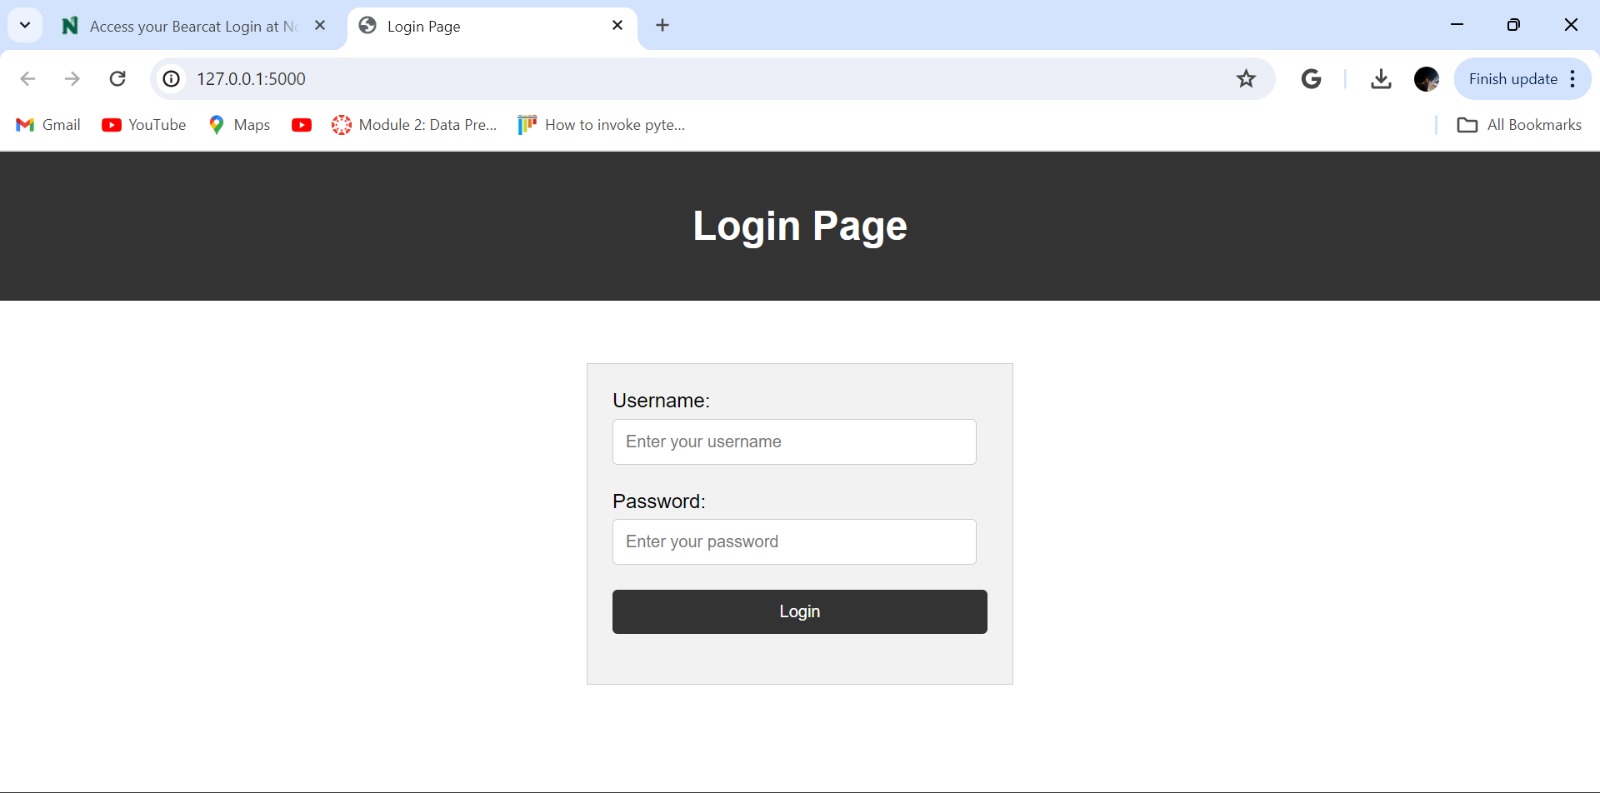 Access your Bearcat Login at No
Login Page
127.0.0.1:5000
Finish update
Gmail
YouTube
Maps
Module 2: Data Pre...
How to invoke pyte...
All Bookmarks
Login Page
Username:
Enter your username
Password:
Enter your password
Login